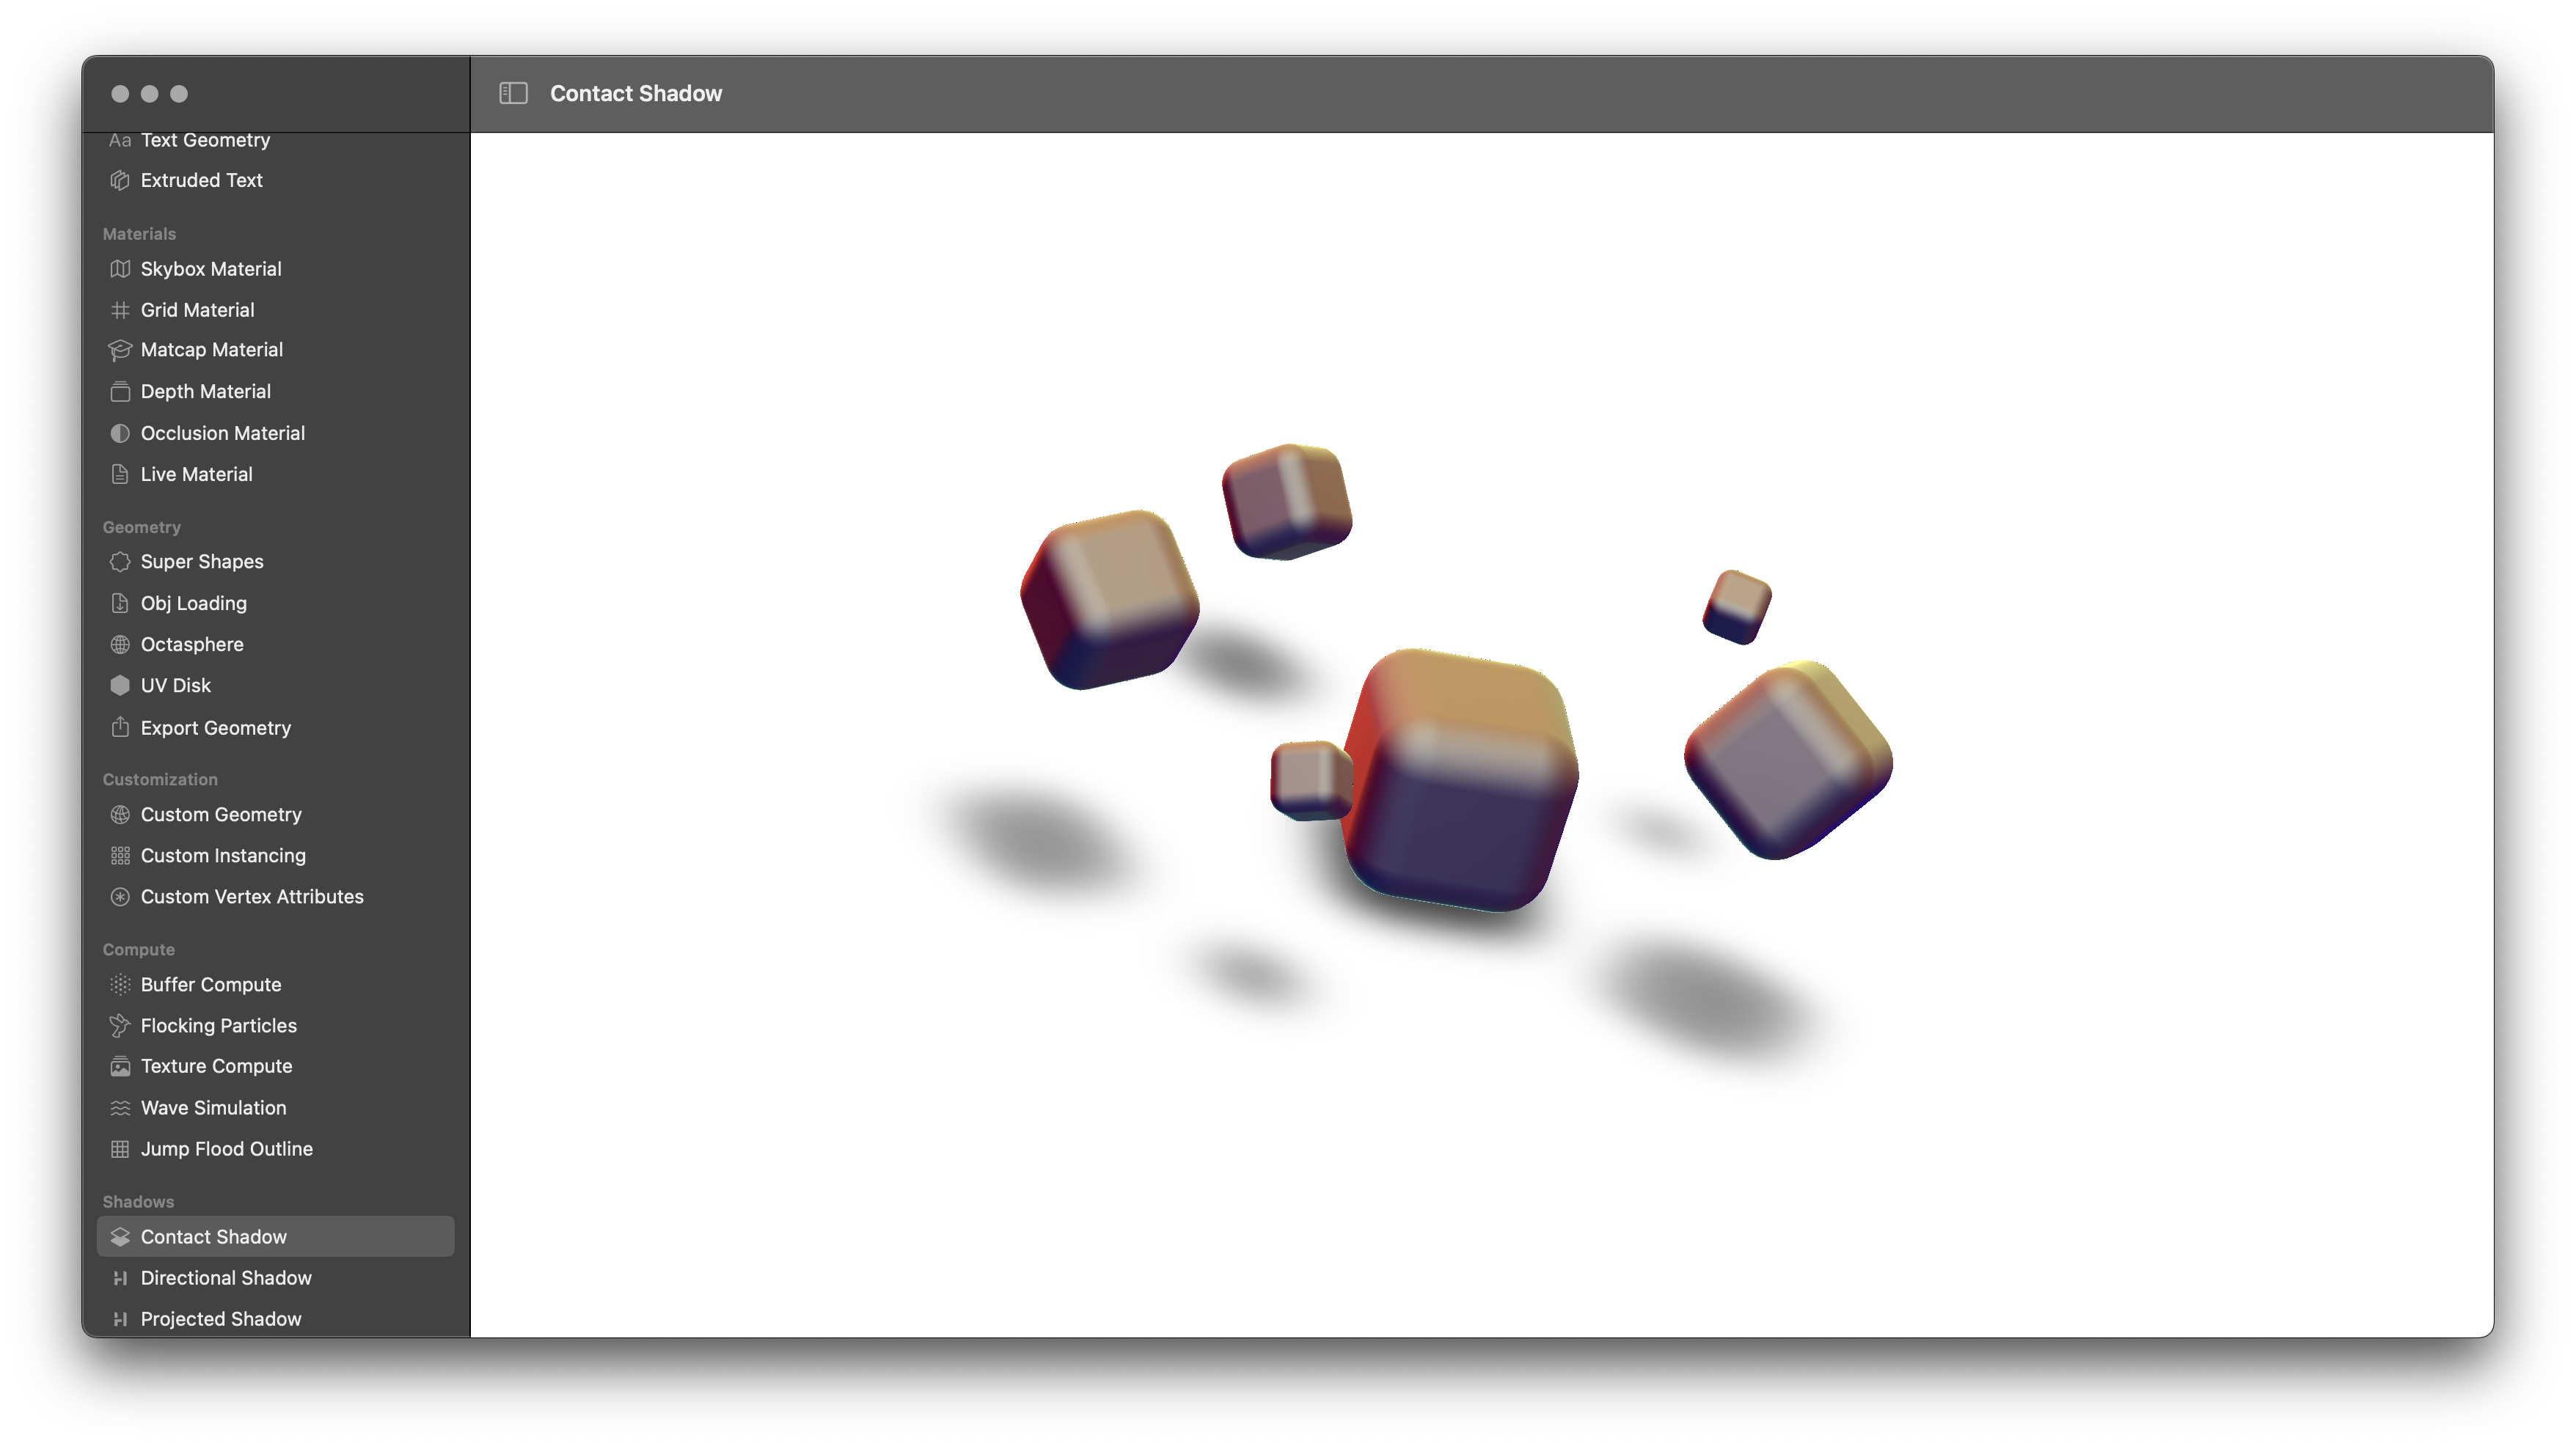 Contact Shadow
Aa Text Geometry
Extruded Text
Materials
Skybox Material
Grid Material
Matcap Material
Depth Material
Occlusion Material
Live Material
Geometry
Super Shapes
Obj Loading
Octasphere
UV Disk
Export Geometry
Customization
Custom Geometry
Custom Instancing
Custom Vertex Attributes
Compute
Buffer Compute
Flocking Particles
Texture Compute
Wave Simulation
Jump Flood Outline
Shadows
Contact Shadow
Directional Shadow
Projected Shadow